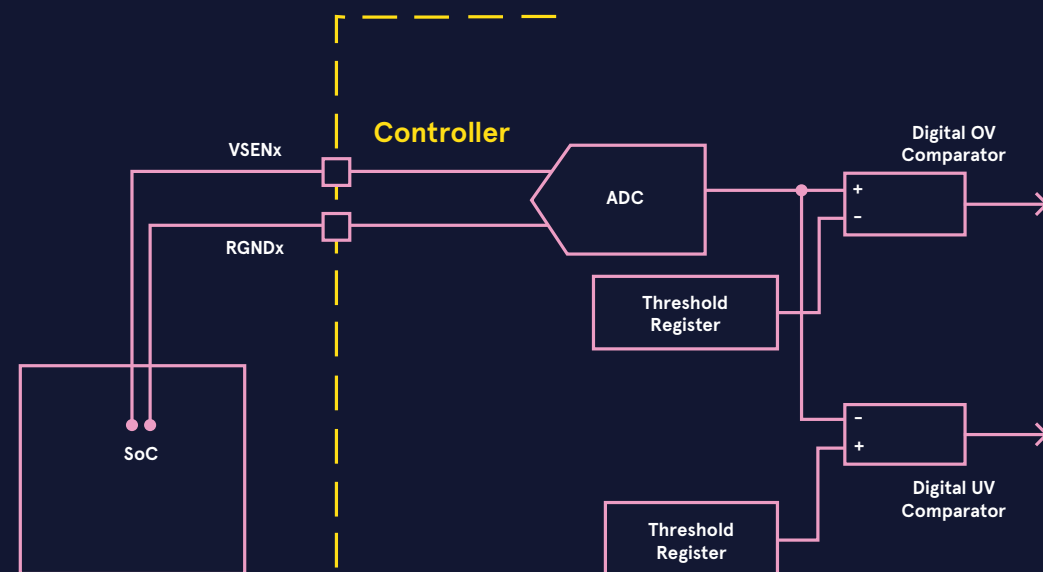 Controller
VSENx
Digital OV
Comparator
ADC
+
-
RGNDx
Threshold
Register
-
+
SoC
Digital UV
Comparator
Threshold
Register